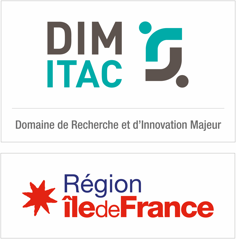 DIM
ITAC
Domaine de Recherche et d'Innovation Majeur
Région
îledeFrance